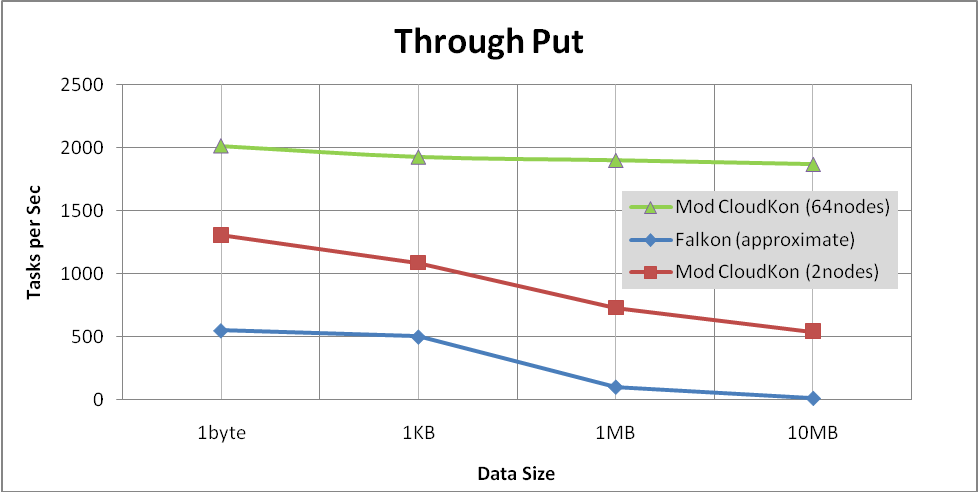 Through Put
2500
2000
1500
1000
500
0
Tasks per Sec
Mod CloudKon (64nodes)
Falkon (approximate)
Mod CloudKon (2nodes)
1byte 1KB 1MB 10MB
Data Size